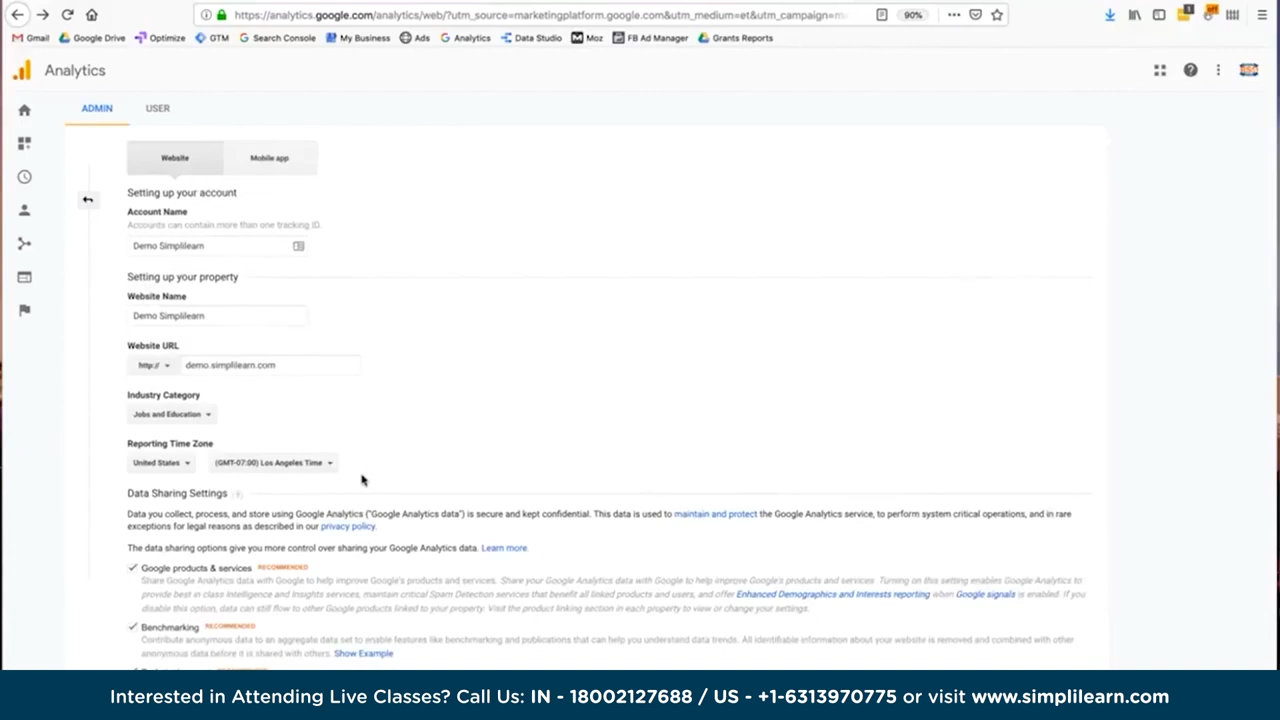 https://analytics.google.com/analytics/web/?utm_source=marketingplatform.google.com&utm_medium=et&utm_campaign=m
90%
Gmail Google Drive Optimize GTM Search Console My Business Ads Analytics Data Studio Moz FB Ad Manager Grants Reports
Analytics
ADMIN USER
Website Mobile app
Setting up your account
Account Name
Accounts can contain more than one tracking ID.
Demo Simplilearn
Setting up your property
Website Name
Demo Simplilearn
Website URL
http:// demo.simplilearn.com
Industry Category
Jobs and Education
Reporting Time Zone
United States (GMT-07:00) Los Angeles Time
Data Sharing Settings ?
Data you collect, process, and store using Google Analytics ("Google Analytics data") is secure and kept confidential. This data is used to maintain and protect the Google Analytics service, to perform system critical operations, and in rare
exceptions for legal reasons as described in our privacy policy.
The data sharing options give you more control over sharing your Google Analytics data. Learn more.
Google products & services RECOMMENDED
Share Google Analytics data with Google to help improve Google's products and services. Share your Google Analytics data with Google to help improve Google's products and services. Turning on this setting enables Google Analytics to
provide best in class Intelligence and Insights services, maintain critical Spam Detection services that benefit all linked products and users, and offer Enhanced Demographics and Interests reporting when Google signals is enabled. If you
disable this option, data can still flow to other Google products linked to your property. Visit the product linking section in each property to view or change your settings.
Benchmarking RECOMMENDED
Contribute anonymous data to an aggregate data set to enable features like benchmarking and publications that can help you understand data trends. All identifiable information about your website is removed and combined with other
anonymous data before it is shared with others. Show Example
Interested in Attending Live Classes? Call Us: IN - 18002127688 / US - +1-6313970775 or visit www.simplilearn.com